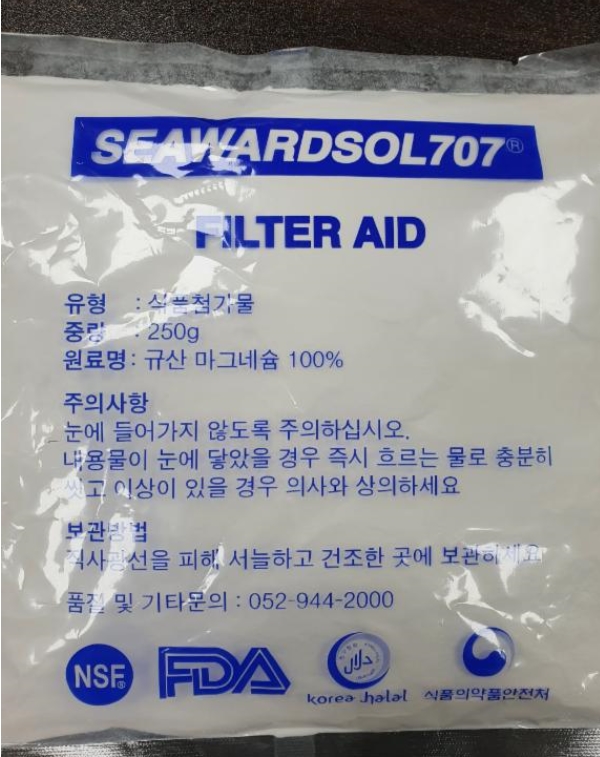 SEAWARDSOL707®
FILTER AID
유형 : 식품첨가물
중량 : 250g
원료명 : 규산 마그네슘 100%
주의사항
눈에 들어가지 않도록 주의하십시오.
내용물이 눈에 닿았을 경우 즉시 흐르는 물로 충분히
씻고 이상이 있을 경우 의사와 상의하세요
보관방법
직사광선을 피해 서늘하고 건조한 곳에 보관하세요
품질 및 기타문의 : 052-944-2000
NSF®
FDA
حلال
korea halal
식품의약품안전처